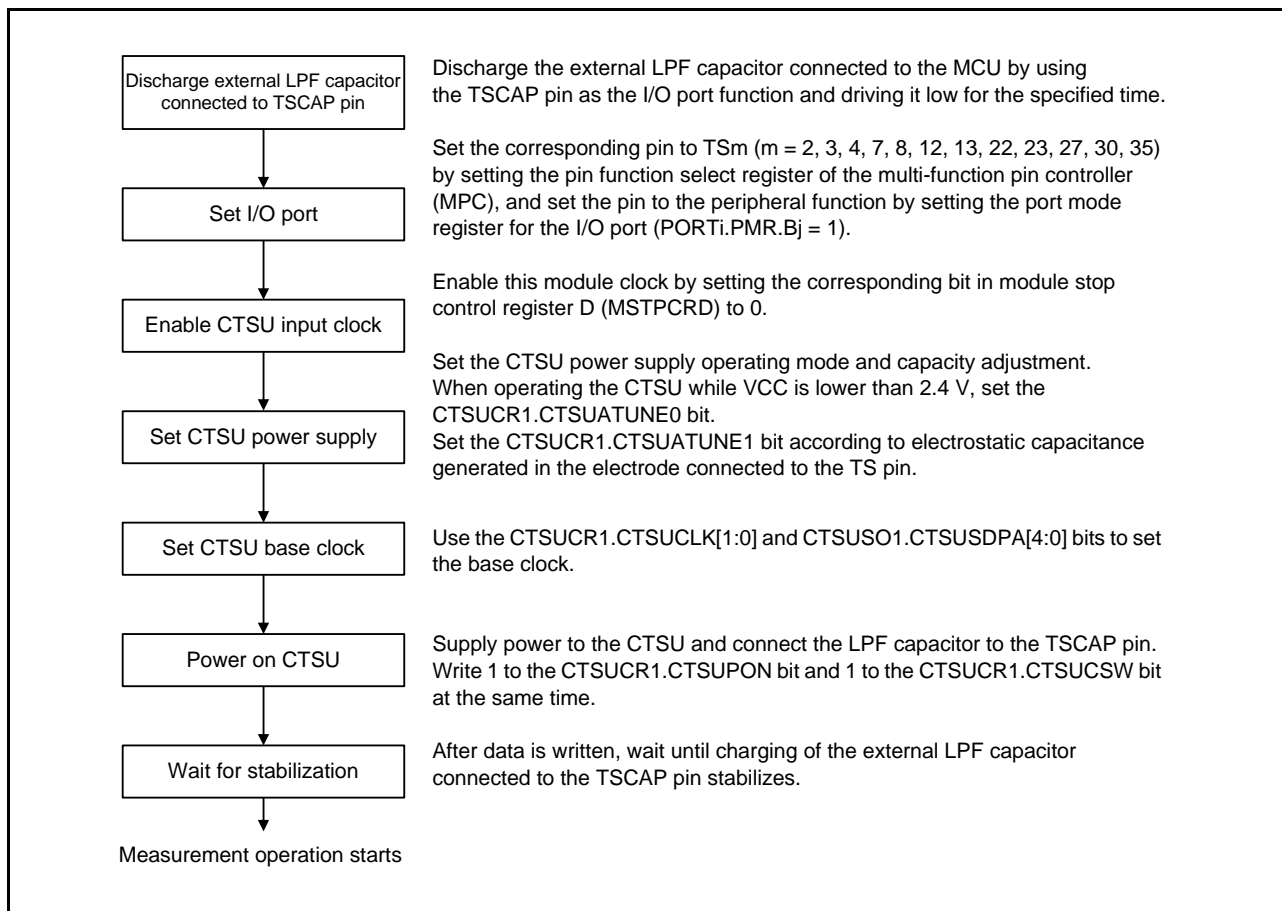 Discharge external LPF capacitor
connected to TSCAP pin
Discharge the external LPF capacitor connected to the MCU by using
the TSCAP pin as the I/O port function and driving it low for the specified time.
Set I/O port
Set the corresponding pin to TSm (m = 2, 3, 4, 7, 8, 12, 13, 22, 23, 27, 30, 35)
by setting the pin function select register of the multi-function pin controller
(MPC), and set the pin to the peripheral function by setting the port mode
register for the I/O port (PORTi.PMR.Bj = 1).
Enable CTSU input clock
Enable this module clock by setting the corresponding bit in module stop
control register D (MSTPCRD) to 0.
Set CTSU power supply
Set the CTSU power supply operating mode and capacity adjustment.
When operating the CTSU while VCC is lower than 2.4 V, set the
CTSUCR1.CTSUATUNE0 bit.
Set the CTSUCR1.CTSUATUNE1 bit according to electrostatic capacitance
generated in the electrode connected to the TS pin.
Set CTSU base clock
Use the CTSUCR1.CTSUCLK[1:0] and CTSUSO1.CTSUSDPA[4:0] bits to set
the base clock.
Power on CTSU
Supply power to the CTSU and connect the LPF capacitor to the TSCAP pin.
Write 1 to the CTSUCR1.CTSUPON bit and 1 to the CTSUCR1.CTSUCSW bit
at the same time.
Wait for stabilization
After data is written, wait until charging of the external LPF capacitor
connected to the TSCAP pin stabilizes.
Measurement operation starts